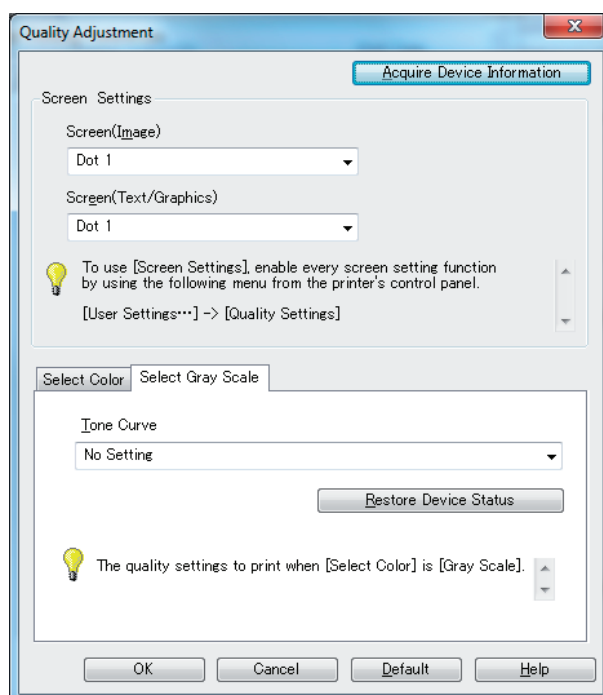 Quality Adjustment
Acquire Device Information
Screen Settings
Screen(Image)
Dot 1
Screen(Text/Graphics)
Dot 1
To use [Screen Settings], enable every screen setting function
by using the following menu from the printer's control panel.
[User Settings⋯] -> [Quality Settings]
Select Color
Select Gray Scale
Tone Curve
No Setting
Restore Device Status
The quality settings to print when [Select Color] is [Gray Scale].
OK
Cancel
Default
Help